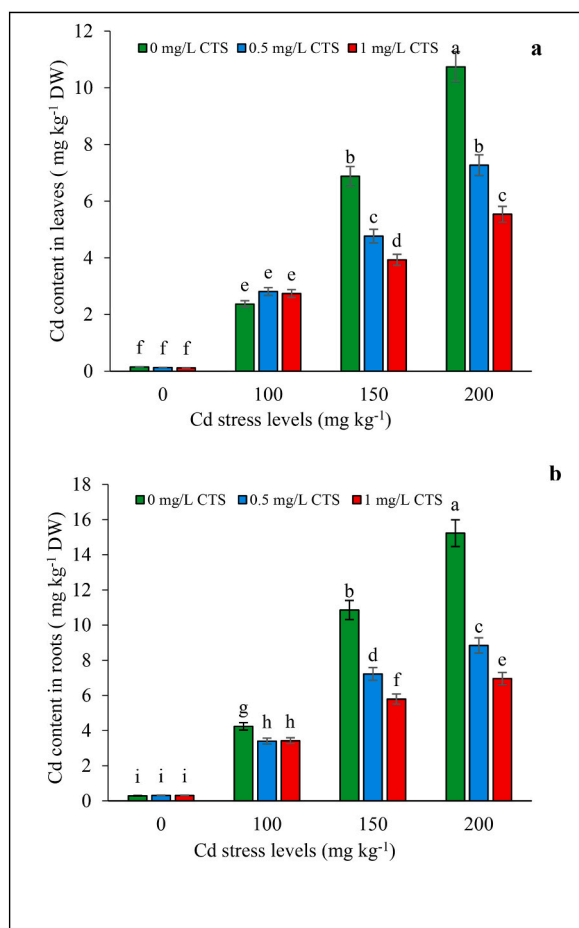 12
0 mg/L CTS 0.5 mg/L CTS 1 mg/L CTS
a
a
10
8
b
b
6
c
c
d
4
e e e
2
f f f
0
0 100 150 200
Cd stress levels (mg kg⁻¹)
Cd content in leaves ( mg kg⁻¹ DW)
b
18
0 mg/L CTS 0.5 mg/L CTS 1 mg/L CTS
a
16
14
12
b
10
c
8
d
e
f
6
g
h h
4
2
i i i
0
0 100 150 200
Cd stress levels (mg kg⁻¹)
Cd content in roots ( mg kg⁻¹ DW)